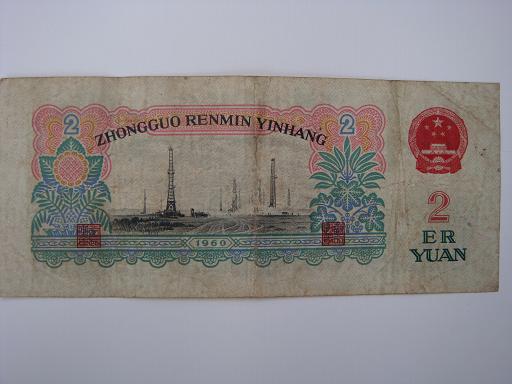 2
2
ZHONGGUO RENMIN YINHANG
1960
2
ER
YUAN